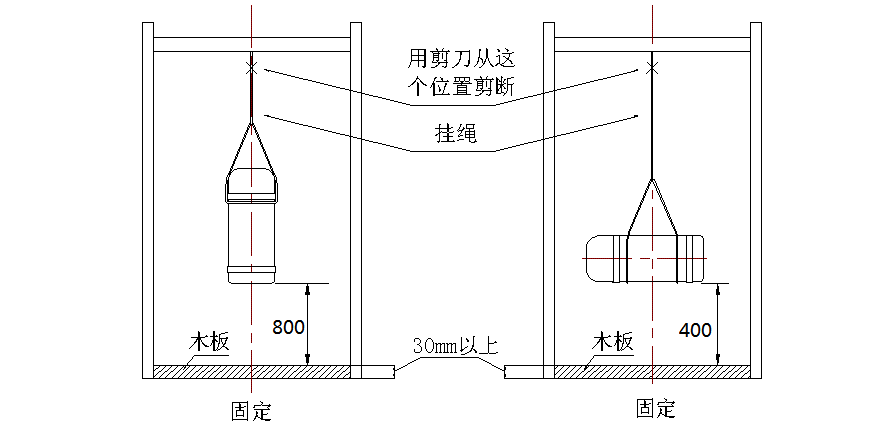 用剪刀从这
个位置剪断
挂绳
800
400
木板
30mm以上
木板
固定
固定